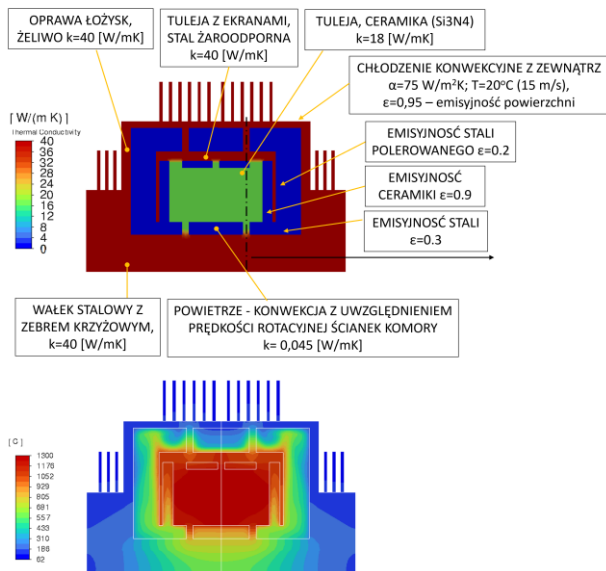 OPRAWA ŁOŻYSK,
ŻELIWO k=40 [W/mK]
TULEJA Z EKRANAMI,
STAL ŻAROODPORNA
k=40 [W/mK]
TULEJA, CERAMIKA (Si3N4)
k=18 [W/mK]
CHŁODZENIE KONWEKCYJNE Z ZEWNĄTRZ
α=75 W/m²K; T=20°C (15 m/s),
ε=0,95 – emisyjność powierzchni
[ W/(m K) ]
Thermal Conductivity
40
36
32
28
24
20
16
12
8
4
0
EMISYJNOŚĆ STALI
POLEROWANEGO ε=0.2
EMISYJNOŚĆ
CERAMIKI ε=0.9
EMISYJNOŚĆ STALI
ε=0.3
WAŁEK STALOWY Z
ZEBREM KRZYŻOWYM,
k=40 [W/mK]
POWIETRZE - KONWEKCJA Z UWZGLĘDNIENIEM
PRĘDKOŚCI ROTACYJNEJ ŚCIANEK KOMORY
k= 0,045 [W/mK]
[ C ]
1300
1176
1052
929
805
681
557
433
310
186
62